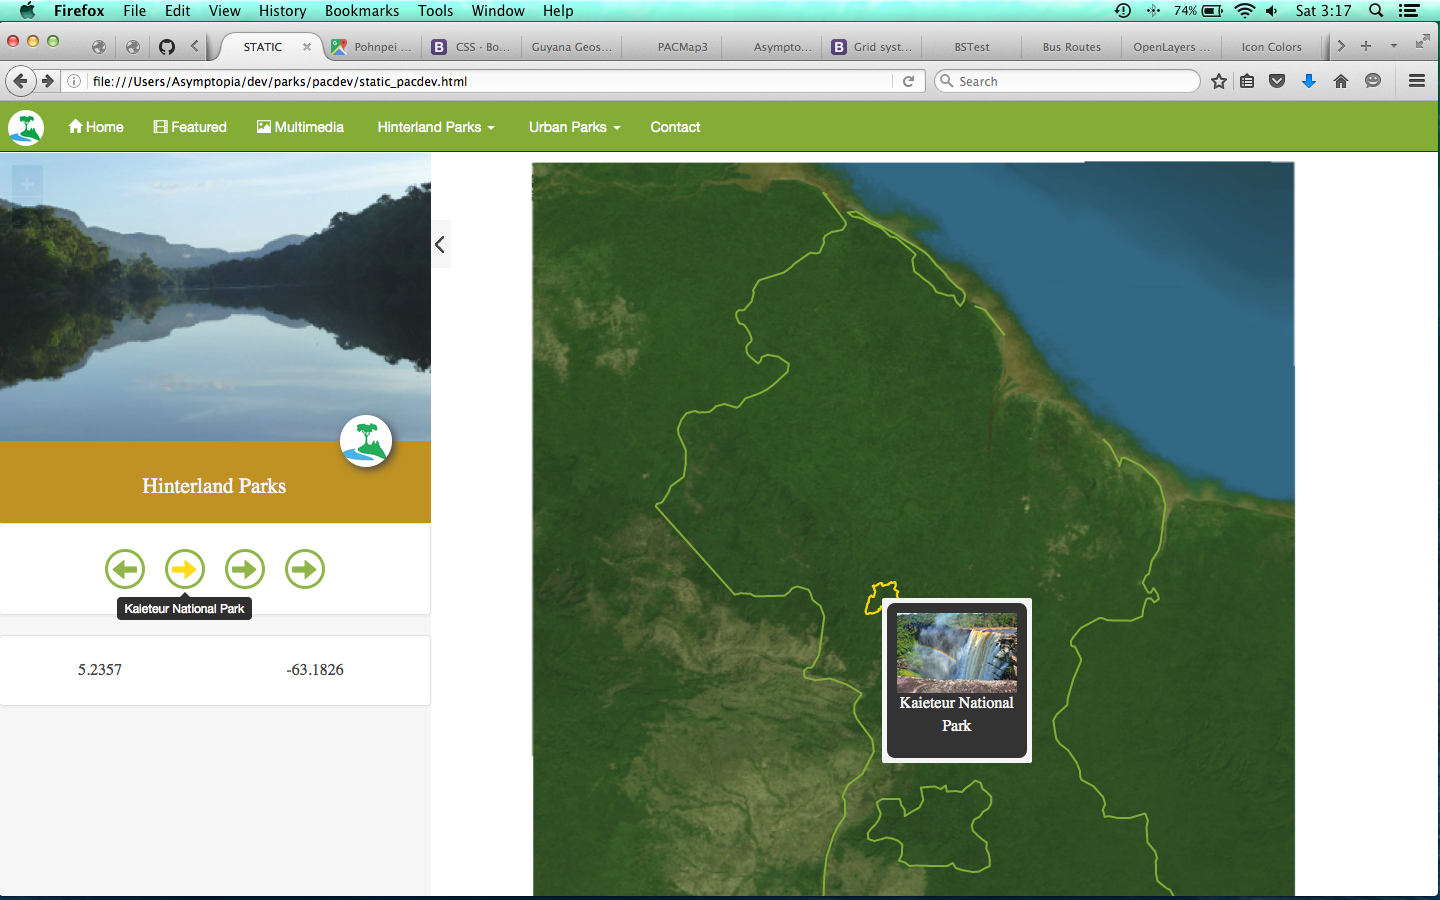 Firefox File Edit View History Bookmarks Tools Window Help 74% Sat 3:17
STATIC Pohnpei ... CSS · Bo... Guyana Geos... PACMap3 Asympto... Grid syst... BSTest Bus Routes OpenLayers ... Icon Colors
file:///Users/Asymptopia/dev/parks/pacdev/static_pacdev.html Search
Home Featured Multimedia Hinterland Parks Urban Parks Contact
+
Hinterland Parks
Kaieteur National Park
5.2357 -63.1826
Kaieteur National
Park